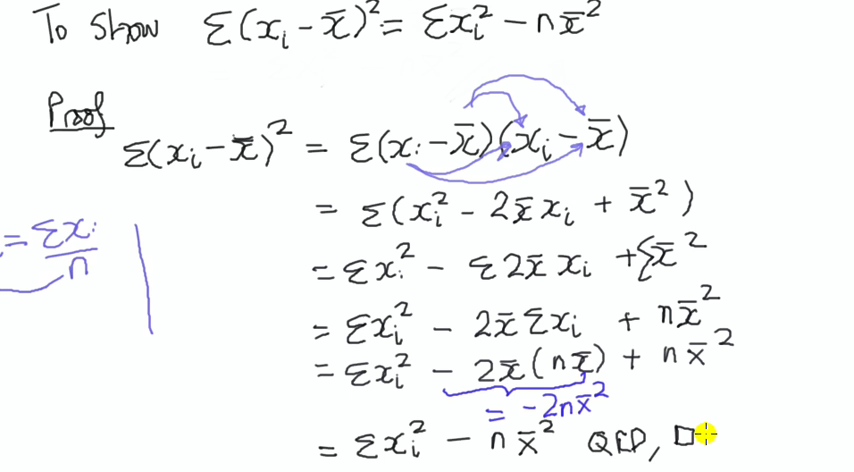 To Show Σ(xᵢ - x̄)² = Σxᵢ² - nx̄²
Proof
Σ(xᵢ - x̄)² = Σ(xᵢ - x̄)(xᵢ - x̄)
= Σ(xᵢ² - 2x̄xᵢ + x̄²)
= Σxᵢ² - Σ2x̄xᵢ + Σx̄²
= Σxᵢ/n
= Σxᵢ² - 2x̄Σxᵢ + nx̄²
= Σxᵢ² - 2x̄(nx̄) + nx̄²
= -2nx̄²
= Σxᵢ² - nx̄² QED, □